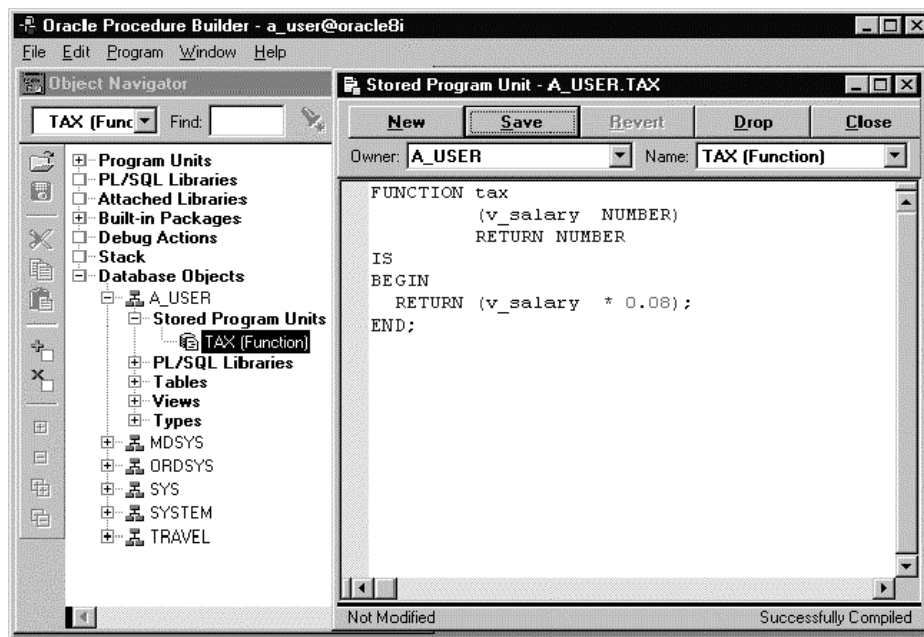 Oracle Procedure Builder - a_user@oracle8i
File Edit Program Window Help
Object Navigator
TAX (Func Find:
Program Units
PL/SQL Libraries
Attached Libraries
Built-in Packages
Debug Actions
Stack
Database Objects
A_USER
Stored Program Units
TAX (Function)
PL/SQL Libraries
Tables
Views
Types
MDSYS
ORDSYS
SYS
SYSTEM
TRAVEL
Stored Program Unit - A_USER.TAX
New Save Revert Drop Close
Owner: A_USER Name: TAX (Function)
FUNCTION tax
(v_salary NUMBER)
RETURN NUMBER
IS
BEGIN
RETURN (v_salary * 0.08);
END;
Not Modified Successfully Compiled